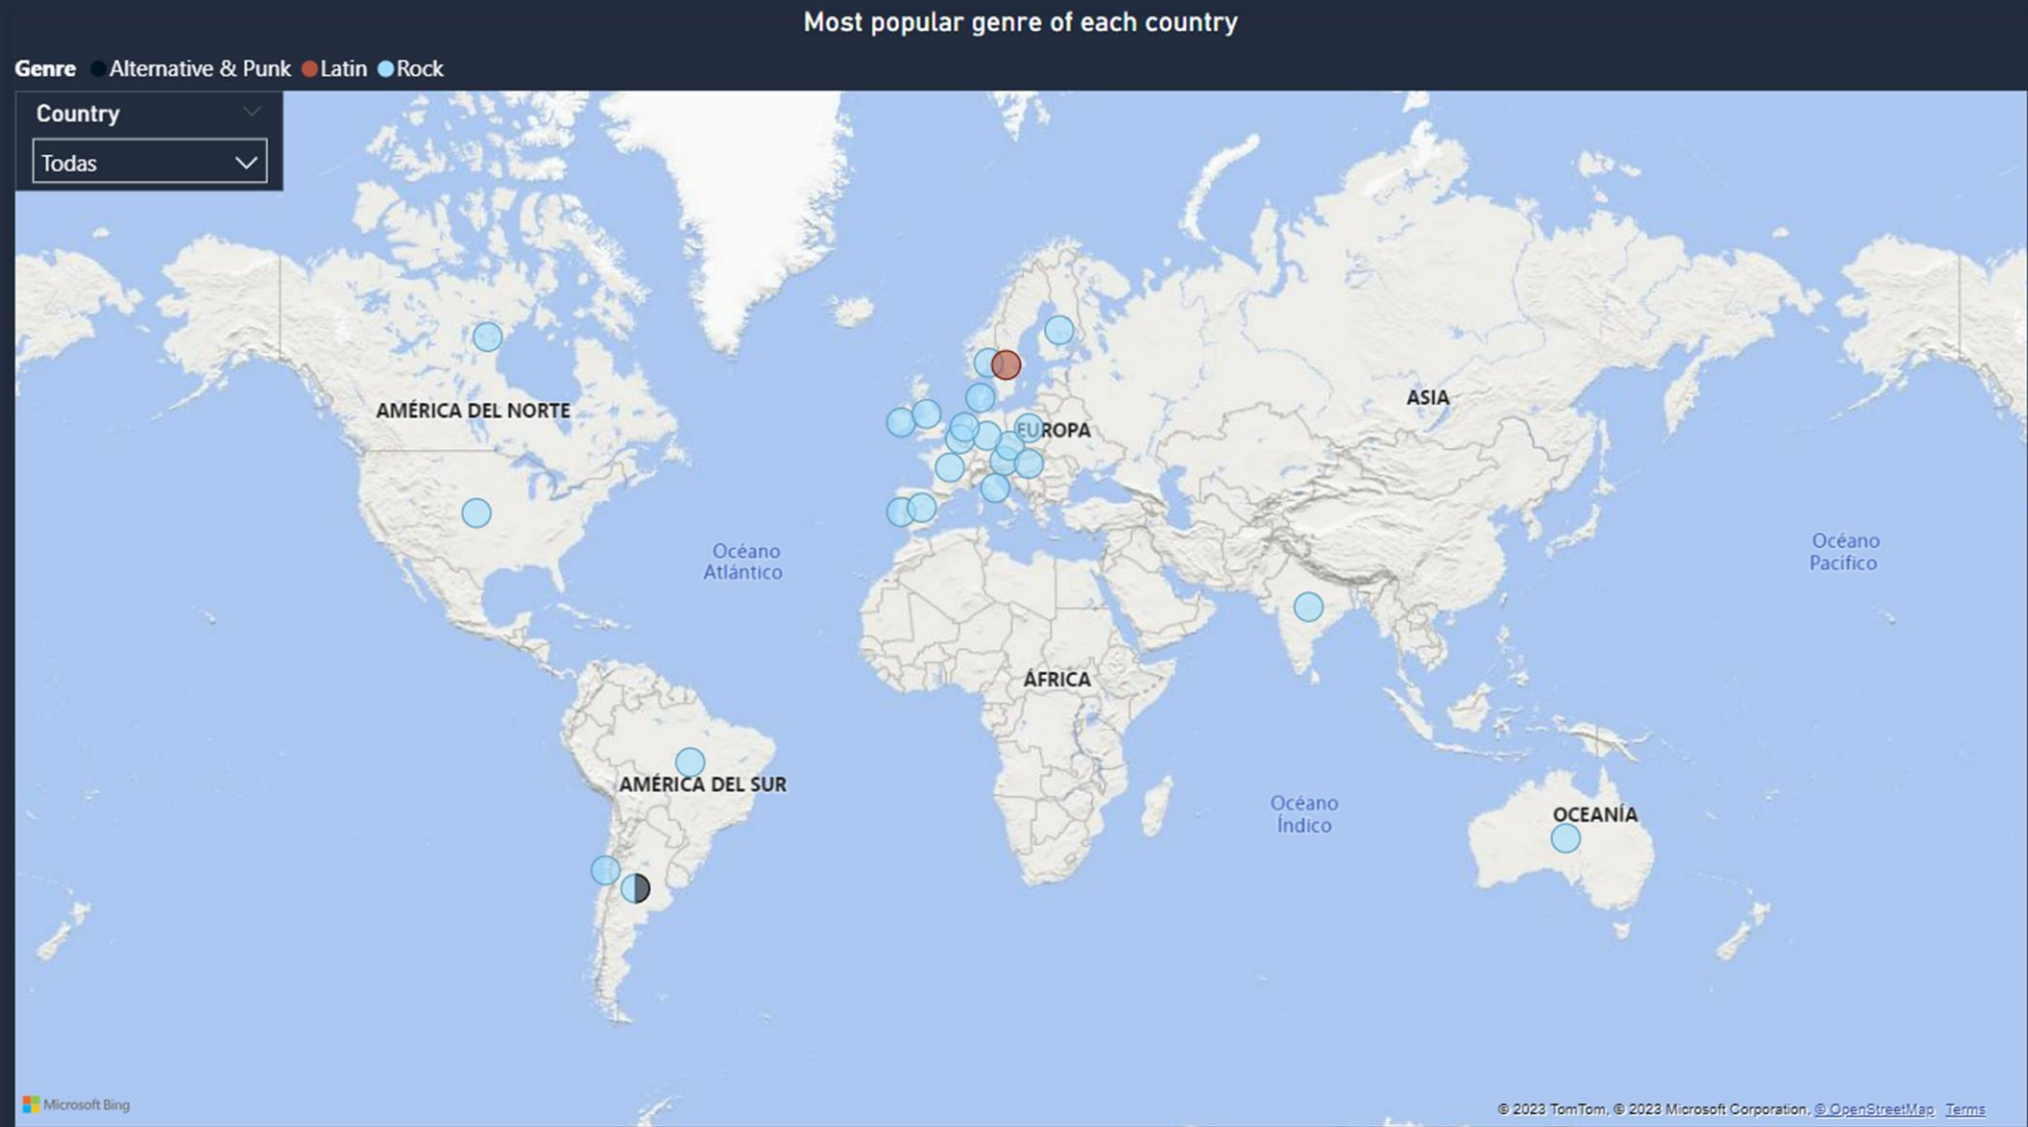 Most popular genre of each country
Genre Alternative & Punk Latin Rock
Country
Todas
AMÉRICA DEL NORTE
ASIA
EUROPA
Océano
Atlántico
Océano
Pacífico
ÁFRICA
AMÉRICA DEL SUR
Océano
Índico
OCEANÍA
Microsoft Bing
© 2023 TomTom, © 2023 Microsoft Corporation, © OpenStreetMap Terms